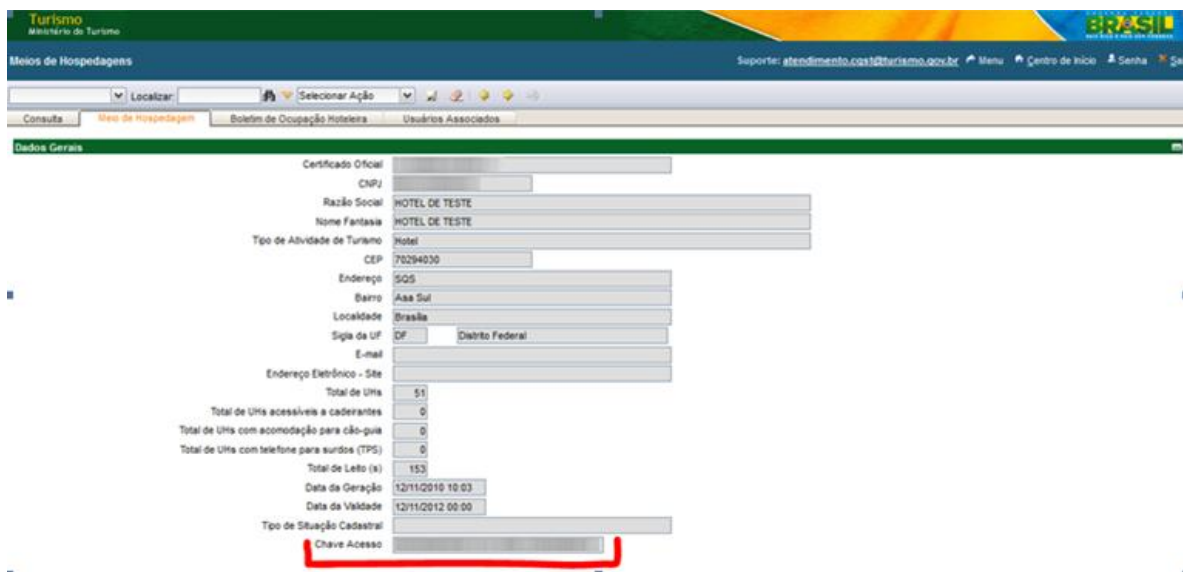 Turismo
Ministério do Turismo
BRASIL
Meios de Hospedagens
Suporte: atendimento.cgst@turismo.gov.br Menu Centro de Início Senha
Localizar: Selecionar Ação
Consulta Meio de Hospedagem Boletim de Ocupação Hoteleira Usuários Associados
Dados Gerais
Certificado Oficial
CNPJ
Razão Social HOTEL DE TESTE
Nome Fantasia HOTEL DE TESTE
Tipo de Atividade de Turismo Hotel
CEP 70294030
Endereço SQS
Bairro Asa Sul
Localidade Brasília
Sigla da UF DF Distrito Federal
E-mail
Endereço Eletrônico - Site
Total de UHs 51
Total de UHs acessíveis a cadeirantes 0
Total de UHs com acomodação para cão-guia 0
Total de UHs com telefone para surdos (TPS) 0
Total de Leito (s) 153
Data da Geração 12/11/2010 10:03
Data da Validade 12/11/2012 00:00
Tipo de Situação Cadastral
Chave Acesso